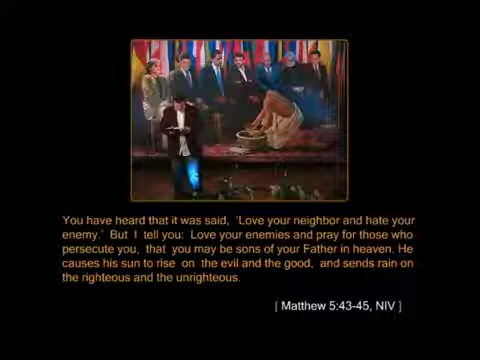 You have heard that it was said, 'Love your neighbor and hate your
enemy.' But I tell you: Love your enemies and pray for those who
persecute you, that you may be sons of your Father in heaven. He
causes his sun to rise on the evil and the good, and sends rain on
the righteous and the unrighteous.
[ Matthew 5:43-45, NIV ]